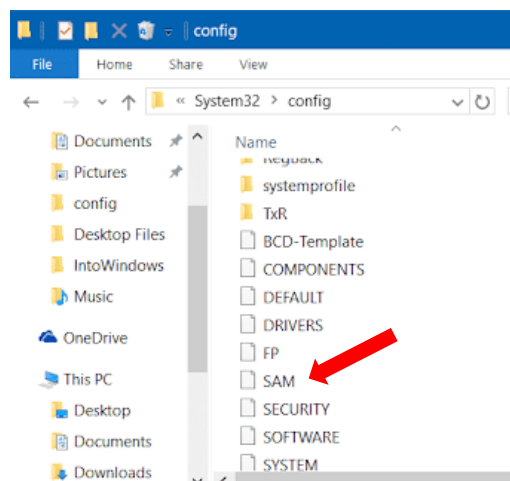 config
File Home Share View
« System32 > config
Documents
Pictures
config
Desktop Files
IntoWindows
Music
OneDrive
This PC
Desktop
Documents
Downloads
Name
RegBack
systemprofile
TxR
BCD-Template
COMPONENTS
DEFAULT
DRIVERS
FP
SAM
SECURITY
SOFTWARE
SYSTEM